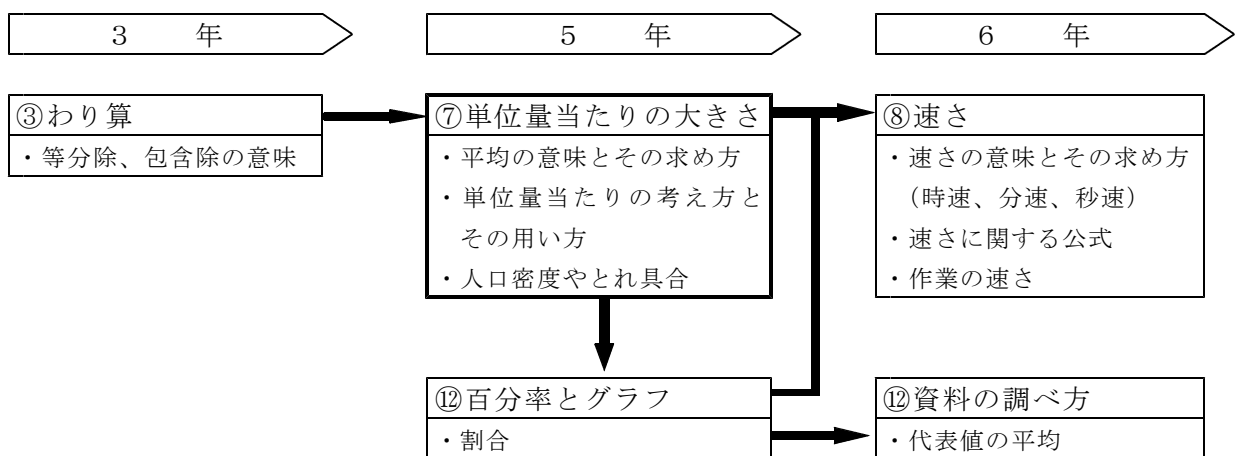 3 年
5 年
6 年
③わり算
・等分除、包含除の意味
⑦単位量当たりの大きさ
・平均の意味とその求め方
・単位量当たりの考え方と
その用い方
・人口密度やとれ具合
⑧速さ
・速さの意味とその求め方
（時速、分速、秒速）
・速さに関する公式
・作業の速さ
⑫百分率とグラフ
・割合
⑫資料の調べ方
・代表値の平均